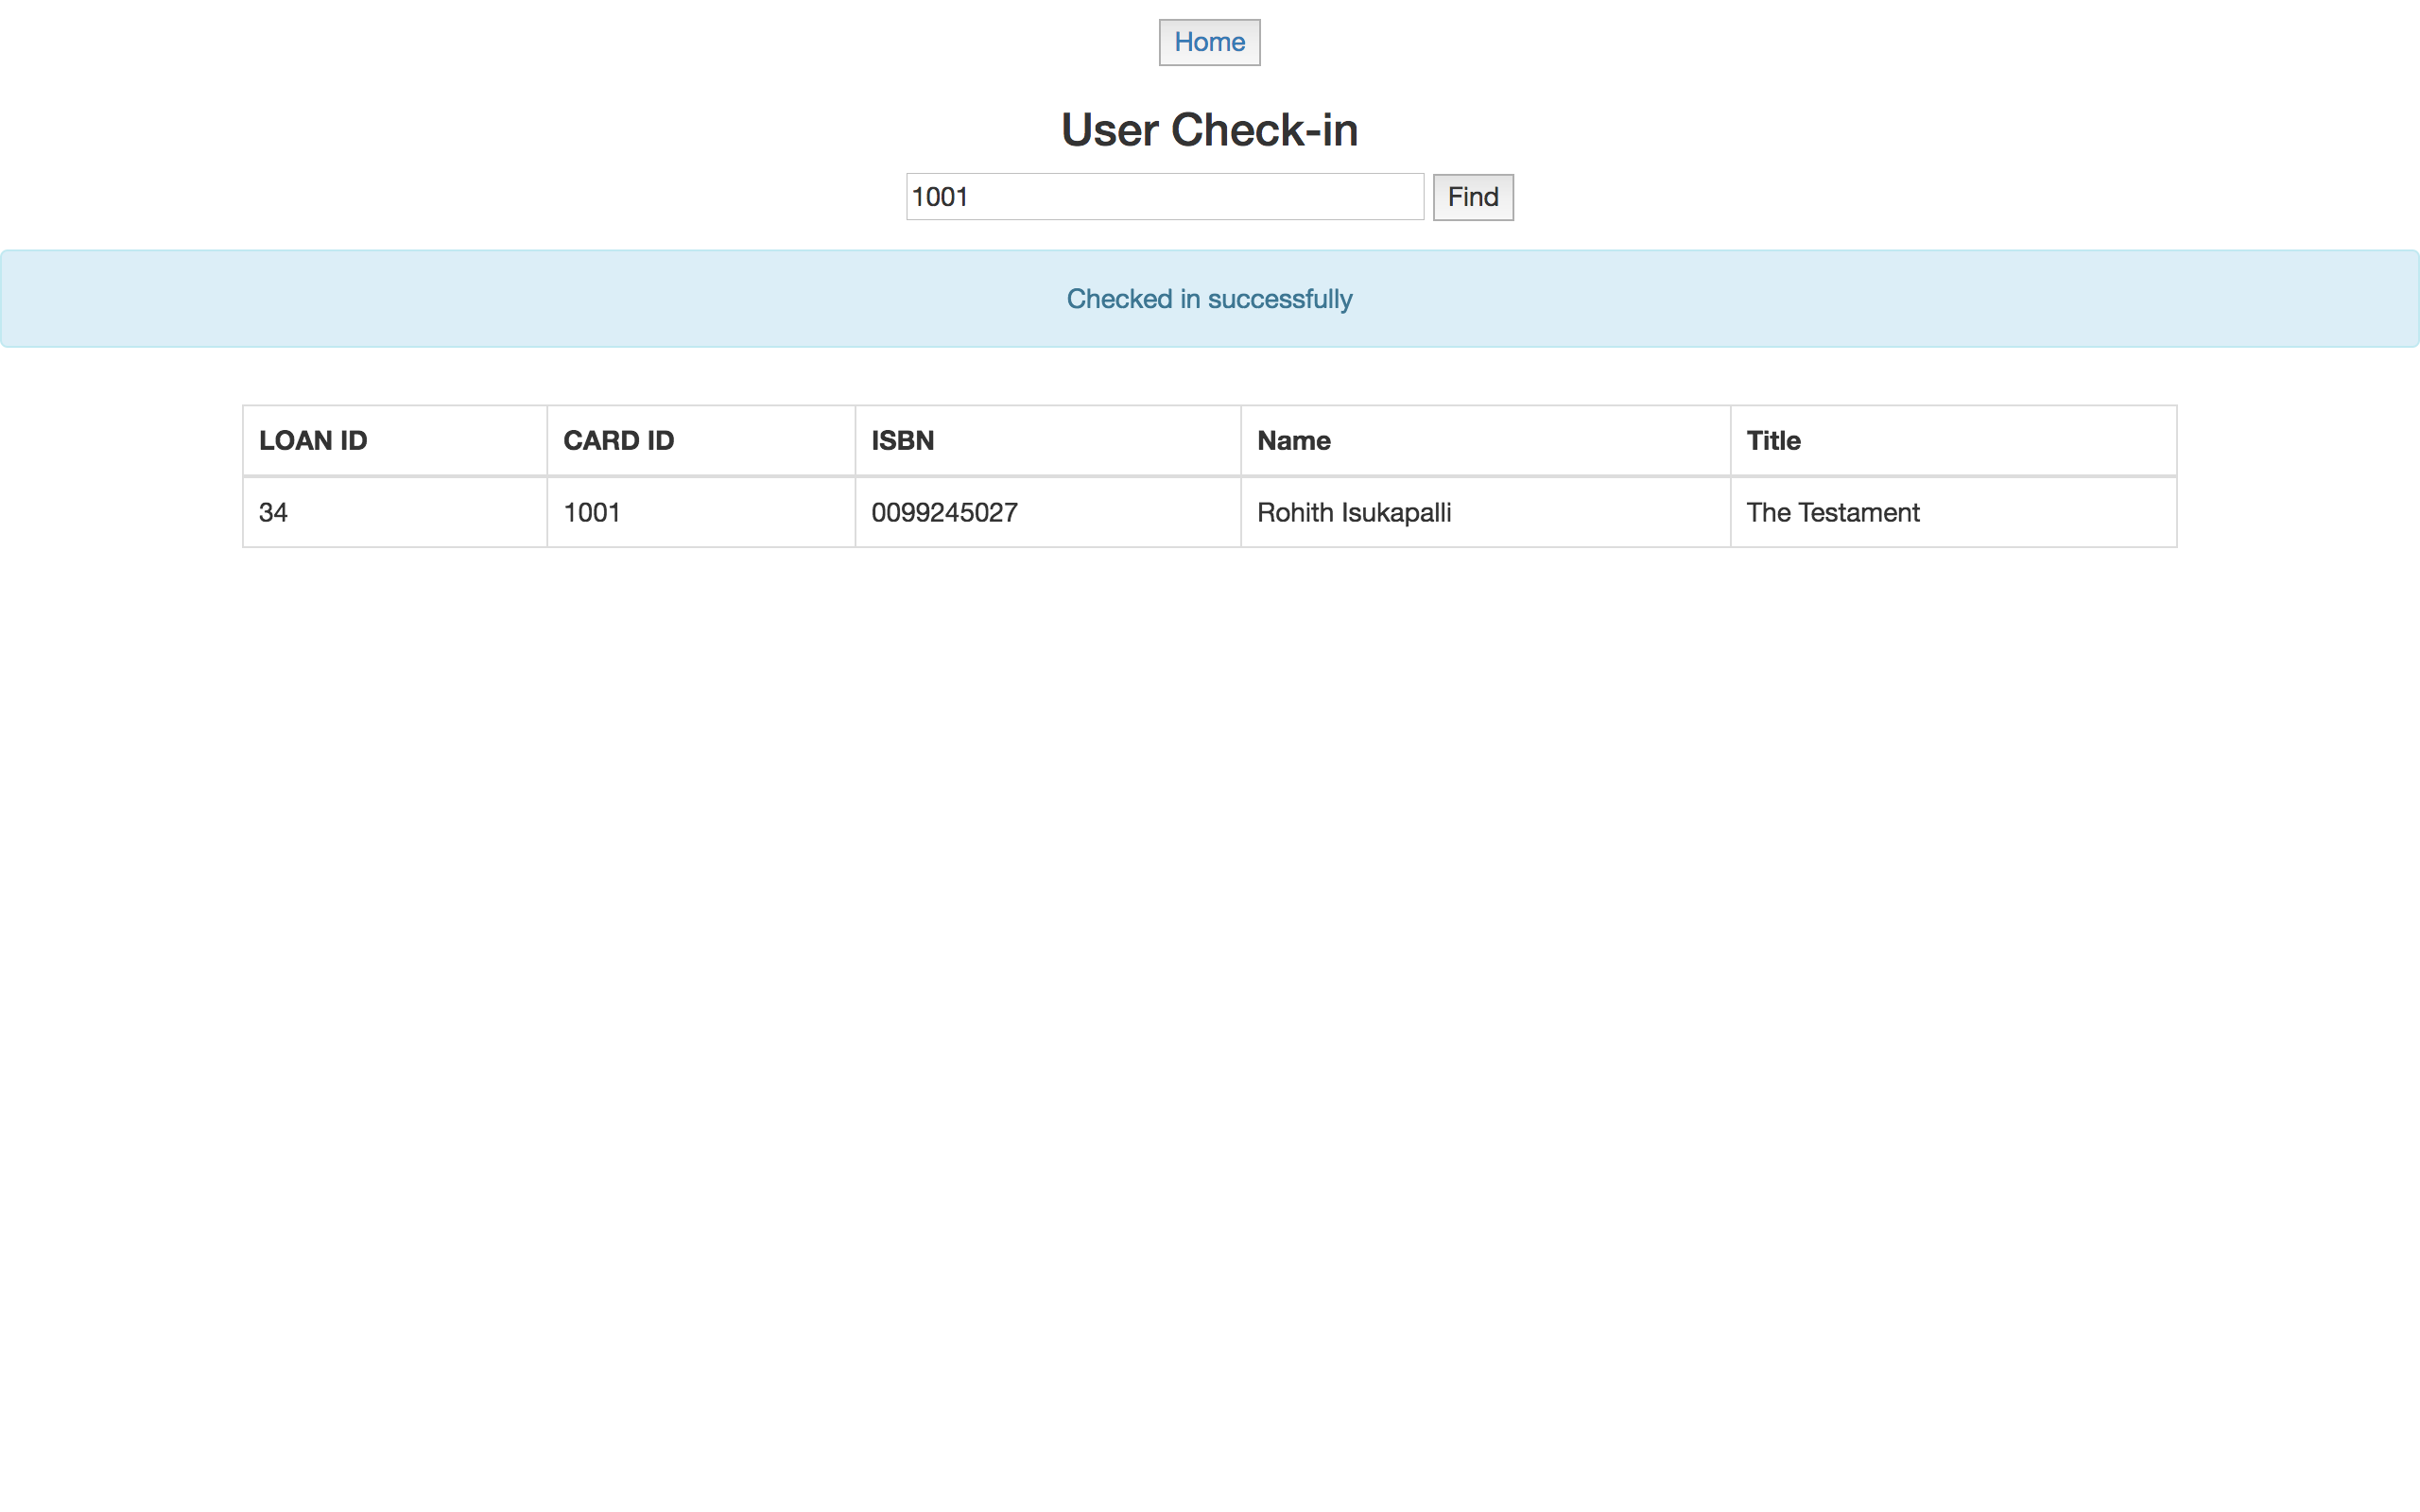 Home
User Check-in
1001 Find
Checked in successfully
LOAN ID CARD ID ISBN Name Title
34 1001 0099245027 Rohith Isukapalli The Testament